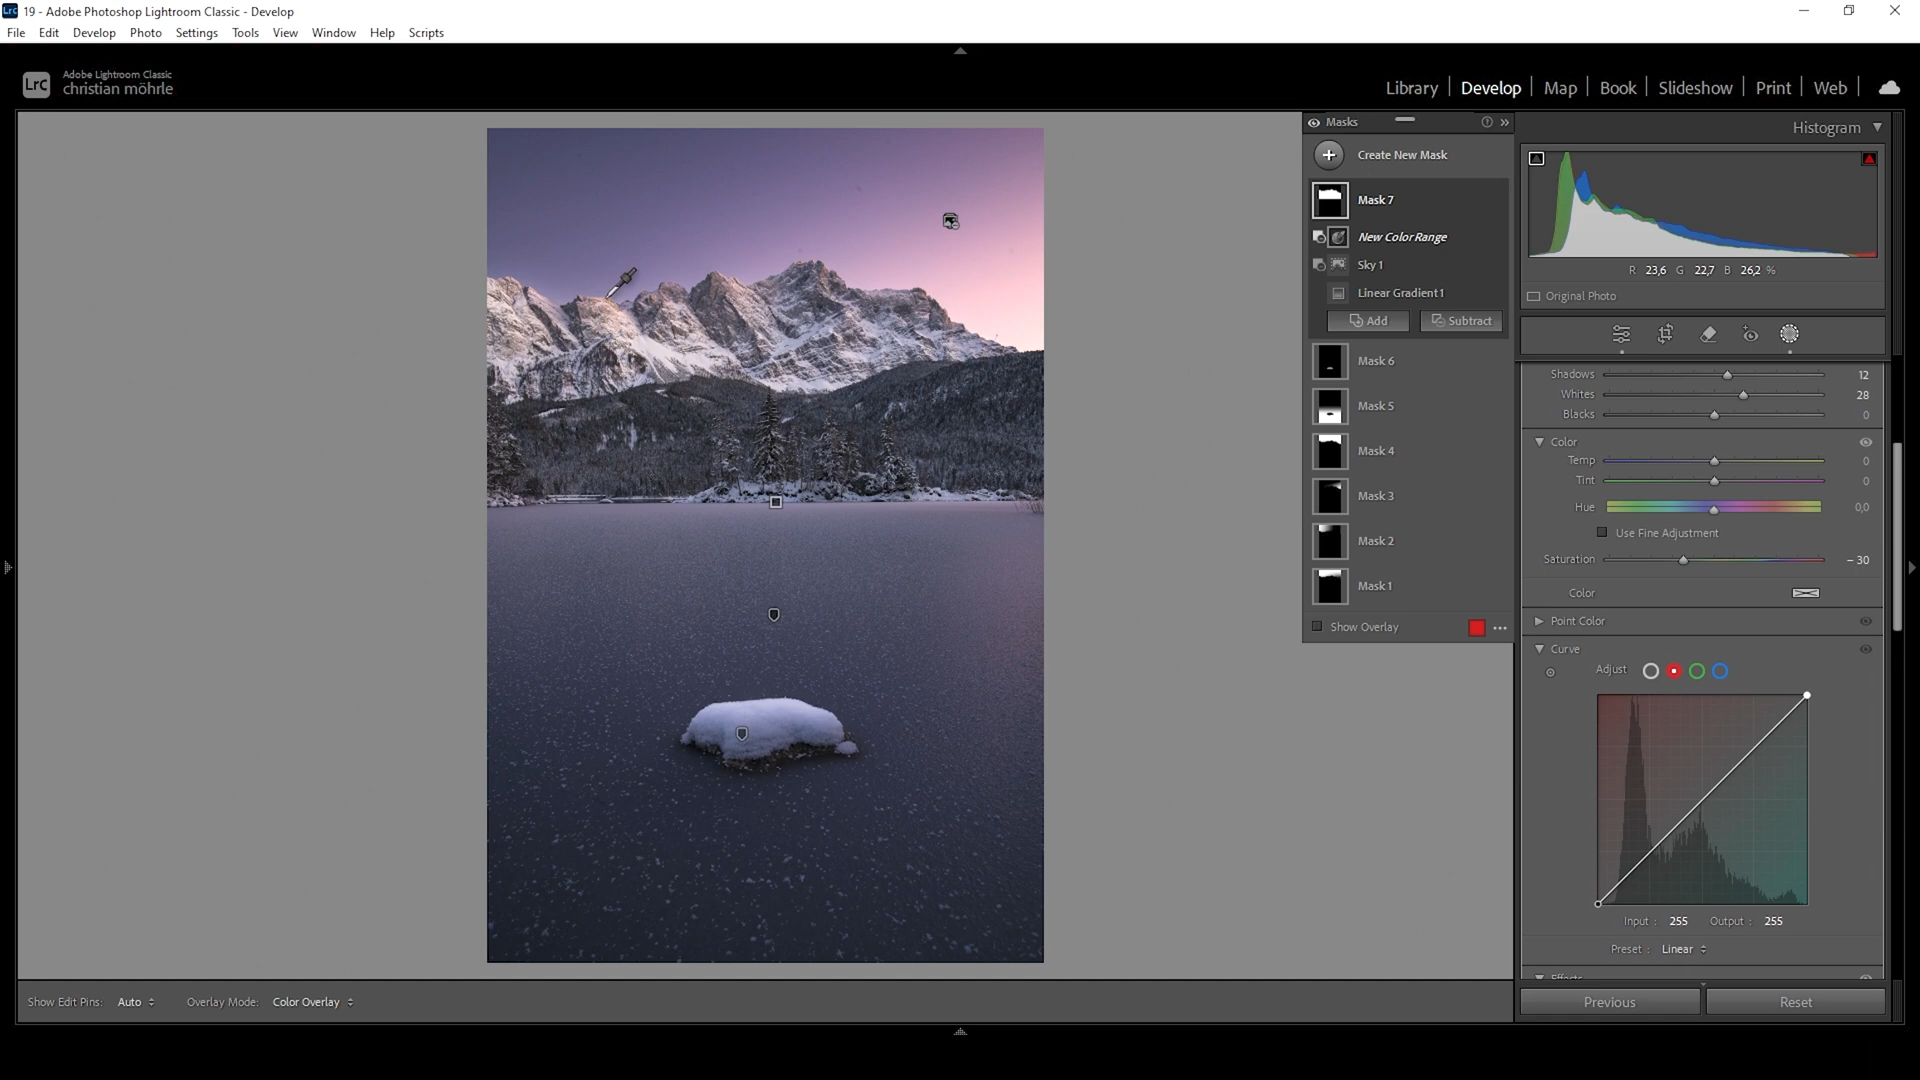 Lrc 19 - Adobe Photoshop Lightroom Classic - Develop
File Edit Develop Photo Settings Tools View Window Help Scripts
LrC Adobe Lightroom Classic
christian möhrle
Library Develop Map Book Slideshow Print Web
Masks
Create New Mask
Mask 7
New Color Range
Sky 1
Linear Gradient 1
Add Subtract
Mask 6
Mask 5
Mask 4
Mask 3
Mask 2
Mask 1
Show Overlay
Histogram
R 23,6 G 22,7 B 26,2 %
Original Photo
Shadows 12
Whites 28
Blacks 0
Color
Temp 0
Tint 0
Hue 0,0
Use Fine Adjustment
Saturation – 30
Color
Point Color
Curve
Adjust
Input : 255 Output : 255
Preset : Linear
Effects
Previous Reset
Show Edit Pins: Auto Overlay Mode: Color Overlay